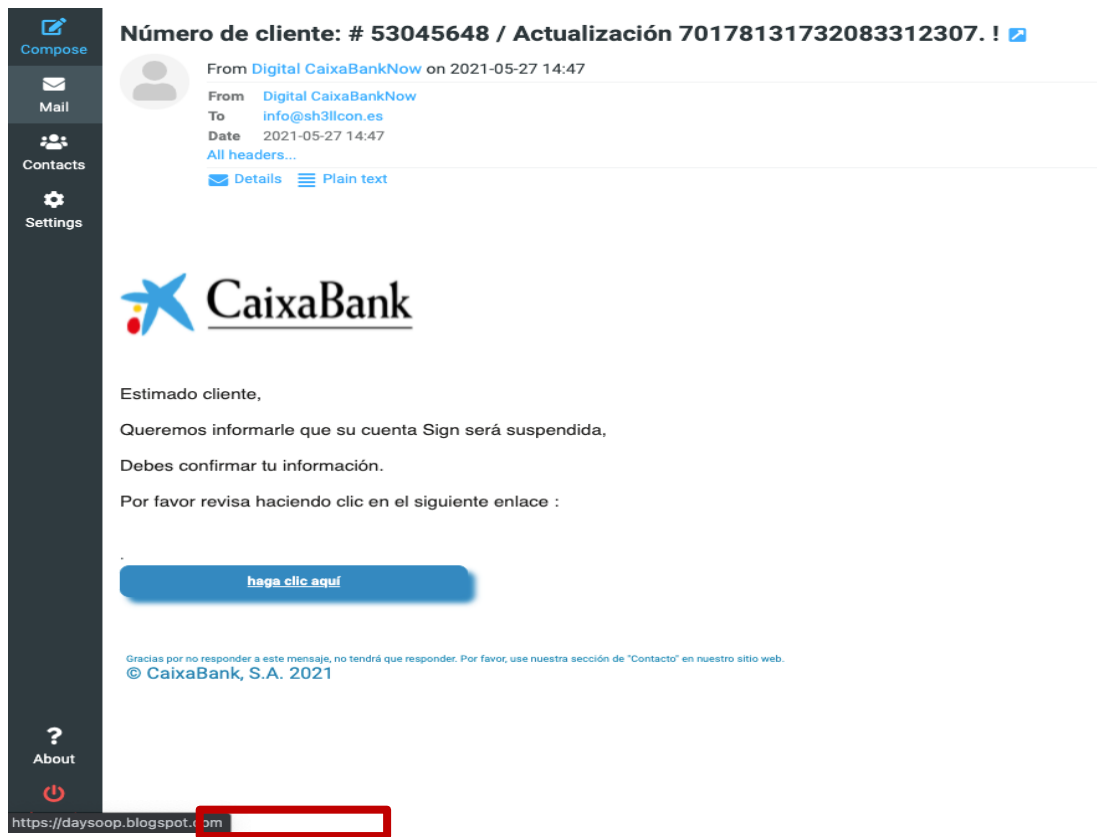 Compose
Mail
Contacts
Settings
About
Número de cliente: # 53045648 / Actualización 70178131732083312307. !
From Digital CaixaBankNow on 2021-05-27 14:47
From Digital CaixaBankNow
To info@sh3llcon.es
Date 2021-05-27 14:47
All headers...
Details Plain text
CaixaBank
Estimado cliente,
Queremos informarle que su cuenta Sign será suspendida,
Debes confirmar tu información.
Por favor revisa haciendo clic en el siguiente enlace :
.
haga clic aquí
Gracias por no responder a este mensaje, no tendrá que responder. Por favor, use nuestra sección de "Contacto" en nuestro sitio web.
© CaixaBank, S.A. 2021
https://daysoop.blogspot.com